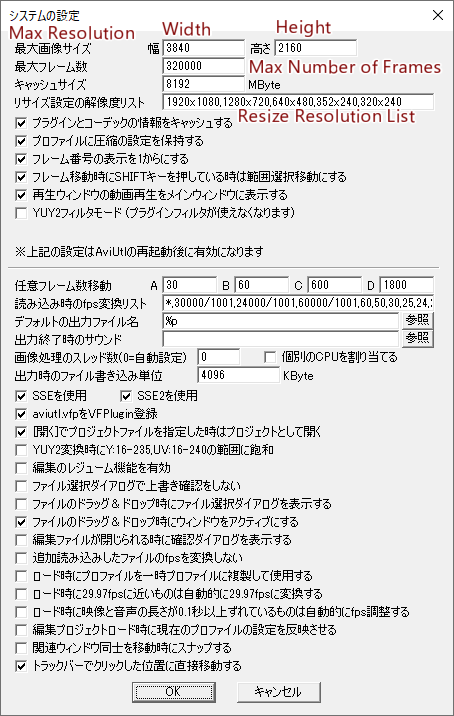 システムの設定
Max Resolution Width Height
最大画像サイズ 幅 3840 高さ 2160
最大フレーム数 320000 Max Number of Frames
キャッシュサイズ 8192 MByte
リサイズ設定の解像度リスト 1920x1080,1280x720,640x480,352x240,320x240
Resize Resolution List
プラグインとコーデックの情報をキャッシュする
プロファイルに圧縮の設定を保持する
フレーム番号の表示を1からにする
フレーム移動時にSHIFTキーを押している時は範囲選択移動にする
再生ウィンドウの動画再生をメインウィンドウに表示する
YUY2フィルタモード (プラグインフィルタが使えなくなります)
※上記の設定はAviUtlの再起動後に有効になります
任意フレーム数移動 A 30 B 60 C 600 D 1800
読み込み時のfps変換リスト *,30000/1001,24000/1001,60000/1001,60,50,30,25,24,
デフォルトの出力ファイル名 %p 参照
出力終了時のサウンド 参照
画像処理のスレッド数(0=自動設定) 0 個別のCPUを割り当てる
出力時のファイル書き込み単位 4096 KByte
SSEを使用 SSE2を使用
aviutl.vfpをVFPlugin登録
[開く]でプロジェクトファイルを指定した時はプロジェクトとして開く
YUY2変換時にY:16-235,UV:16-240の範囲に飽和
編集のレジューム機能を有効
ファイル選択ダイアログで上書き確認をしない
ファイルのドラッグ＆ドロップ時にファイル選択ダイアログを表示する
ファイルのドラッグ＆ドロップ時にウィンドウをアクティブにする
編集ファイルが閉じられる時に確認ダイアログを表示する
追加読み込みしたファイルのfpsを変換しない
ロード時にプロファイルを一時プロファイルに複製して使用する
ロード時に29.97fpsに近いものは自動的に29.97fpsに変換する
ロード時に映像と音声の長さが0.1秒以上ずれているものは自動的にfps調整する
編集プロジェクトロード時に現在のプロファイルの設定を反映させる
関連ウィンドウ同士を移動時にスナップする
トラックバーでクリックした位置に直接移動する
OK キャンセル